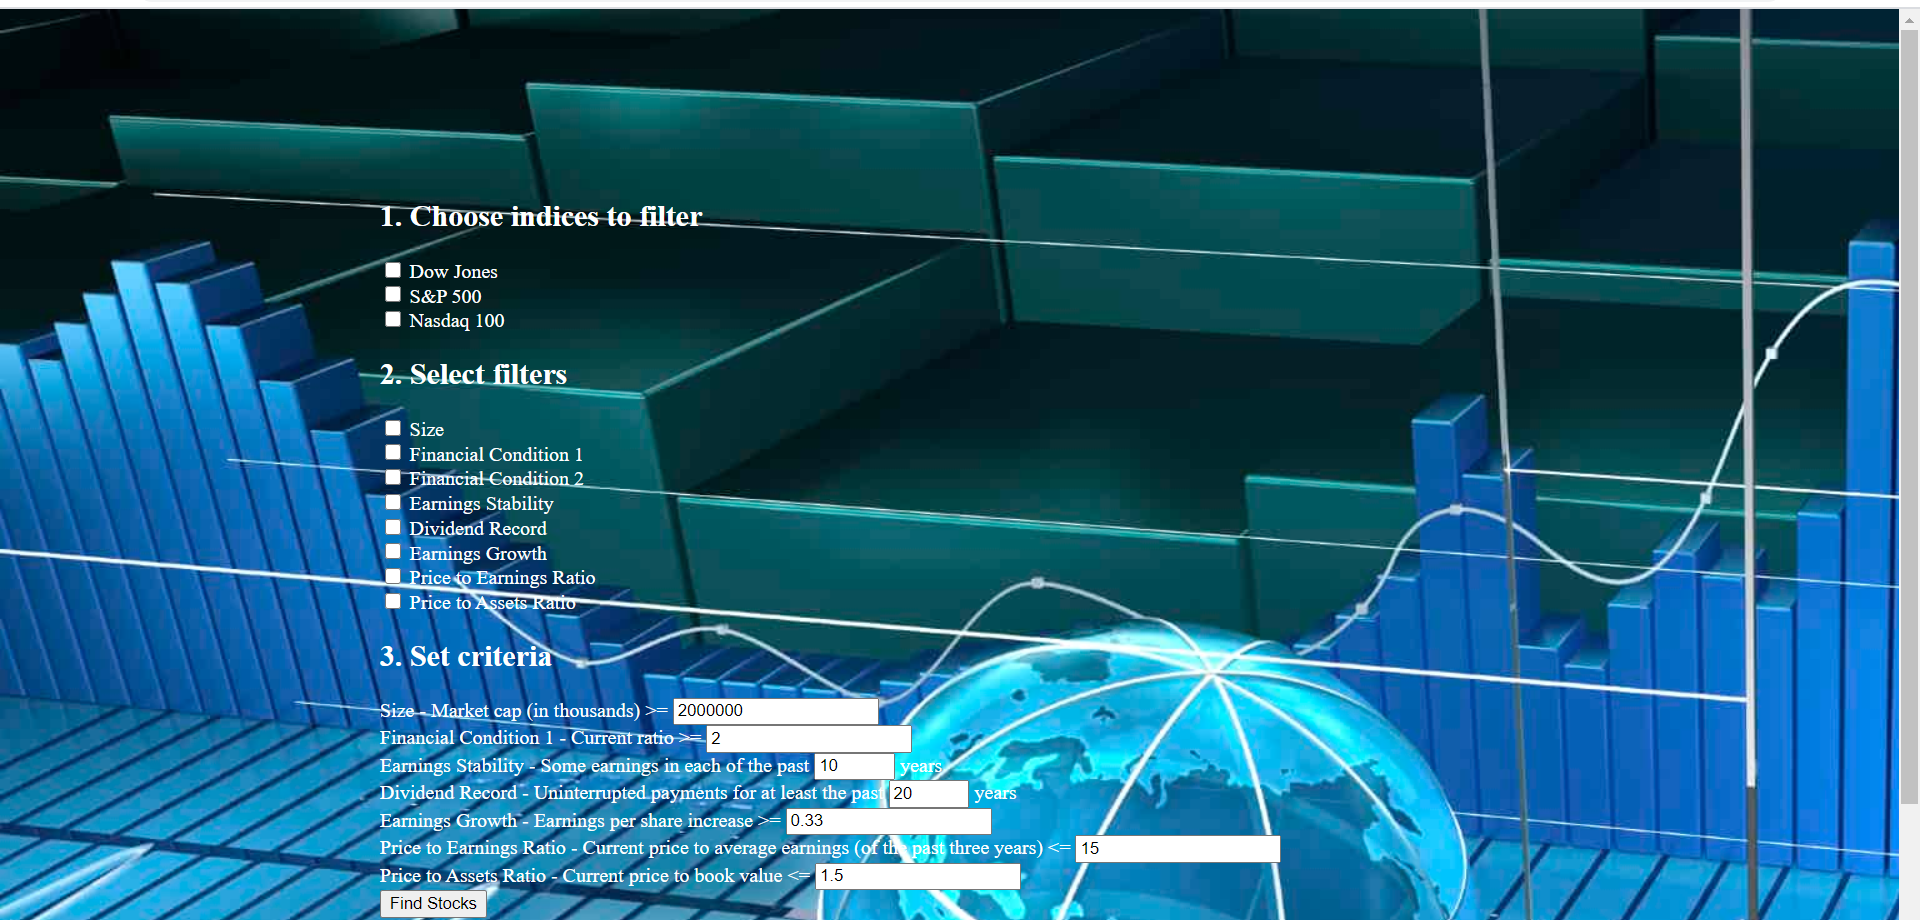 1. Choose indices to filter
Dow Jones
S&P 500
Nasdaq 100
2. Select filters
Size
Financial Condition 1
Financial Condition 2
Earnings Stability
Dividend Record
Earnings Growth
Price to Earnings Ratio
Price to Assets Ratio
3. Set criteria
Size - Market cap (in thousands) >= 2000000
Financial Condition 1 - Current ratio >= 2
Earnings Stability - Some earnings in each of the past 10 years
Dividend Record - Uninterrupted payments for at least the past 20 years
Earnings Growth - Earnings per share increase >= 0.33
Price to Earnings Ratio - Current price to average earnings (of the past three years) <= 15
Price to Assets Ratio - Current price to book value <= 1.5
Find Stocks